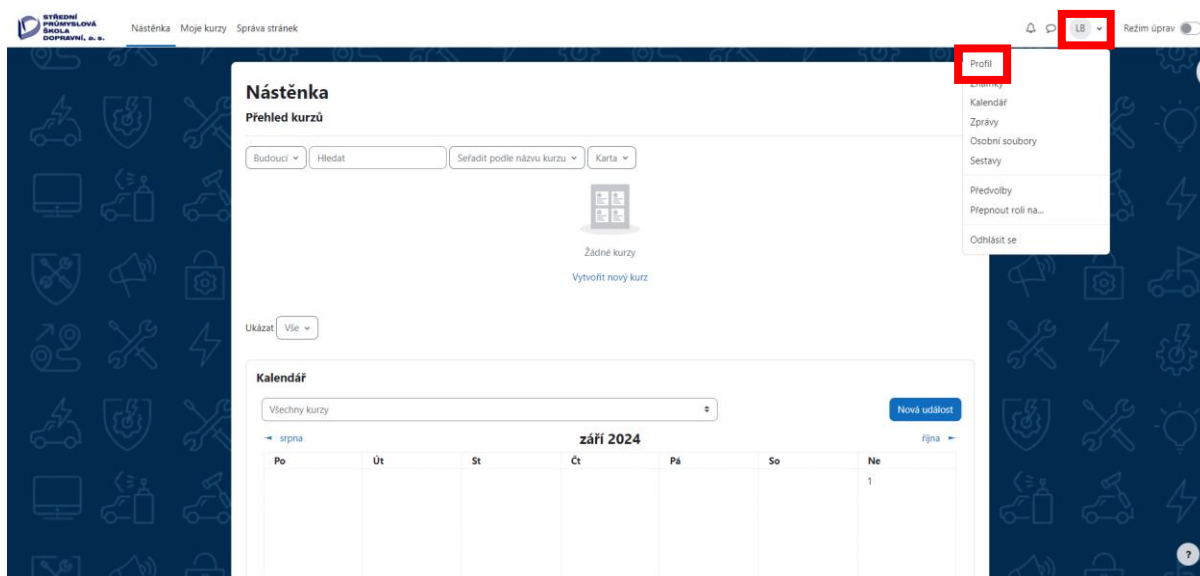 STŘEDNÍ
PRŮMYSLOVÁ
ŠKOLA
DOPRAVNÍ, a. s.
Nástěnka Moje kurzy Správa stránek
LB
Režim úprav
Profil
Známky
Kalendář
Zprávy
Osobní soubory
Sestavy
Předvolby
Přepnout roli na...
Odhlásit se
Nástěnka
Přehled kurzů
Budoucí Hledat Seřadit podle názvu kurzu Karta
Žádné kurzy
Vytvořit nový kurz
Ukázat Vše
Kalendář
Všechny kurzy Nová událost
srpna září 2024 října
Po Út St Čt Pá So Ne
1
?